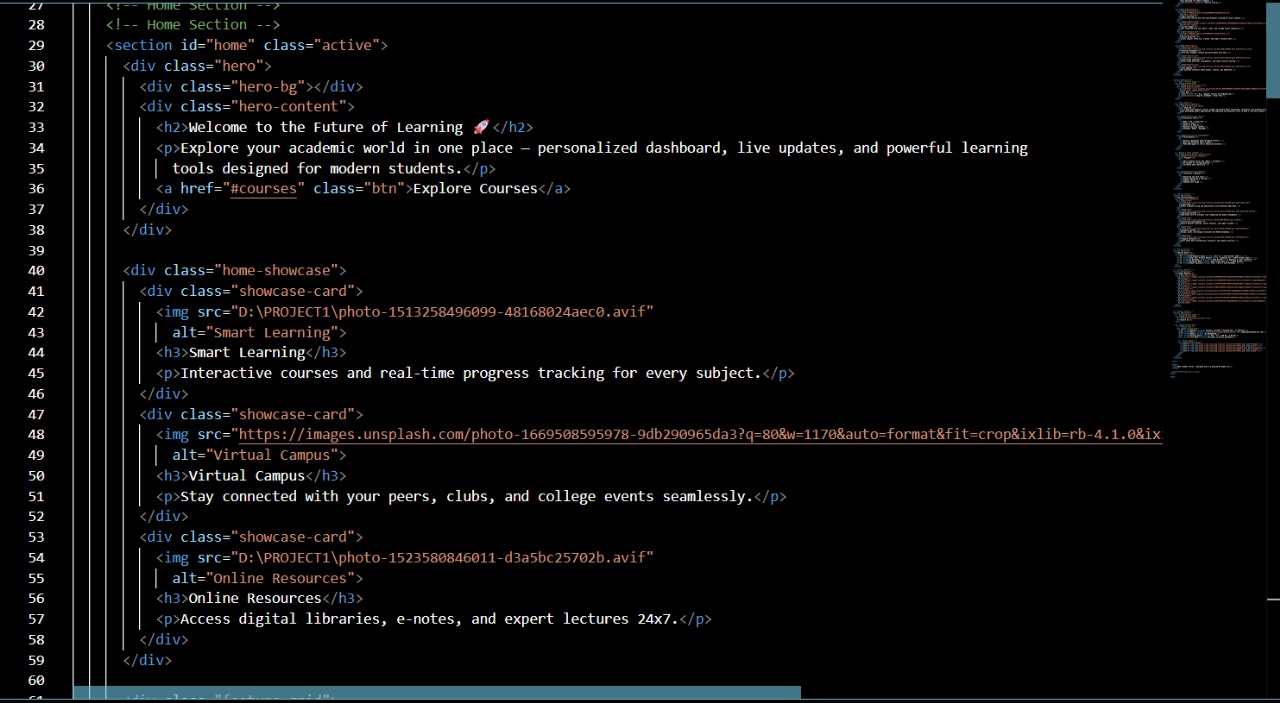 27 <!-- Home Section -->
28 <!-- Home Section -->
29 <section id="home" class="active">
30 <div class="hero">
31 <div class="hero-bg"></div>
32 <div class="hero-content">
33 <h2>Welcome to the Future of Learning 🚀</h2>
34 <p>Explore your academic world in one place — personalized dashboard, live updates, and powerful learning
35 tools designed for modern students.</p>
36 <a href="#courses" class="btn">Explore Courses</a>
37 </div>
38 </div>
39
40 <div class="home-showcase">
41 <div class="showcase-card">
42 <img src="D:\PROJECT1\photo-1513258496099-48168024aec0.avif"
43 alt="Smart Learning">
44 <h3>Smart Learning</h3>
45 <p>Interactive courses and real-time progress tracking for every subject.</p>
46 </div>
47 <div class="showcase-card">
48 <img src="https://images.unsplash.com/photo-1669508595978-9db290965da3?q=80&w=1170&auto=format&fit=crop&ixlib=rb-4.1.0&ix
49 alt="Virtual Campus">
50 <h3>Virtual Campus</h3>
51 <p>Stay connected with your peers, clubs, and college events seamlessly.</p>
52 </div>
53 <div class="showcase-card">
54 <img src="D:\PROJECT1\photo-1523580846011-d3a5bc25702b.avif"
55 alt="Online Resources">
56 <h3>Online Resources</h3>
57 <p>Access digital libraries, e-notes, and expert lectures 24x7.</p>
58 </div>
59 </div>
60
61 <div class="feature-grid">